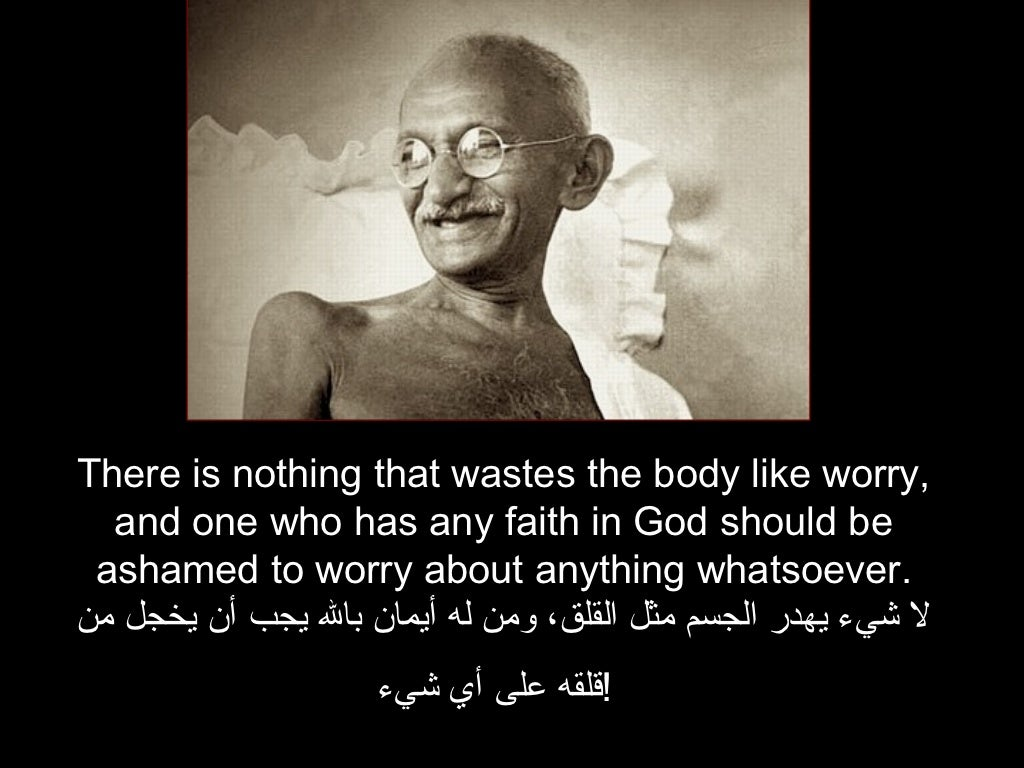 There is nothing that wastes the body like worry,
and one who has any faith in God should be
ashamed to worry about anything whatsoever.
لا شيء يهدر الجسم مثل القلق، ومن له أيمان بالله يجب أن يخجل من
قلقه على أي شيء!